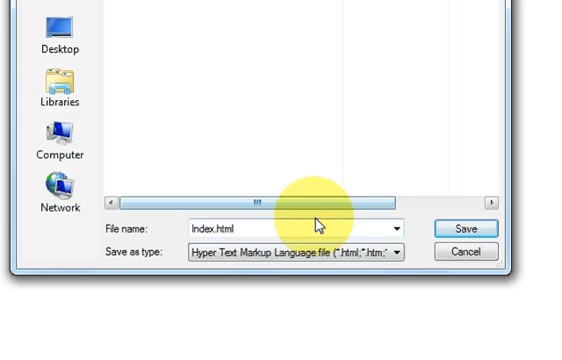 Desktop
Libraries
Computer
Network
File name: Index.html Save
Save as type: Hyper Text Markup Language file (*.html;*.htm;* Cancel